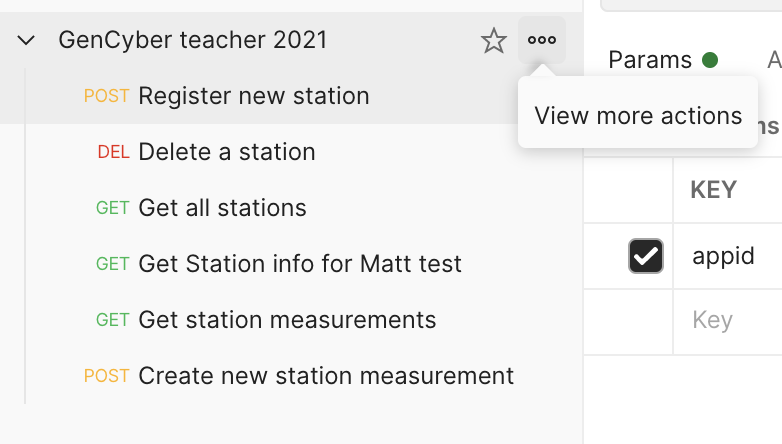 GenCyber teacher 2021
POST Register new station
DEL Delete a station
GET Get all stations
GET Get Station info for Matt test
GET Get station measurements
POST Create new station measurement
Params
View more actions
KEY
appid
Key